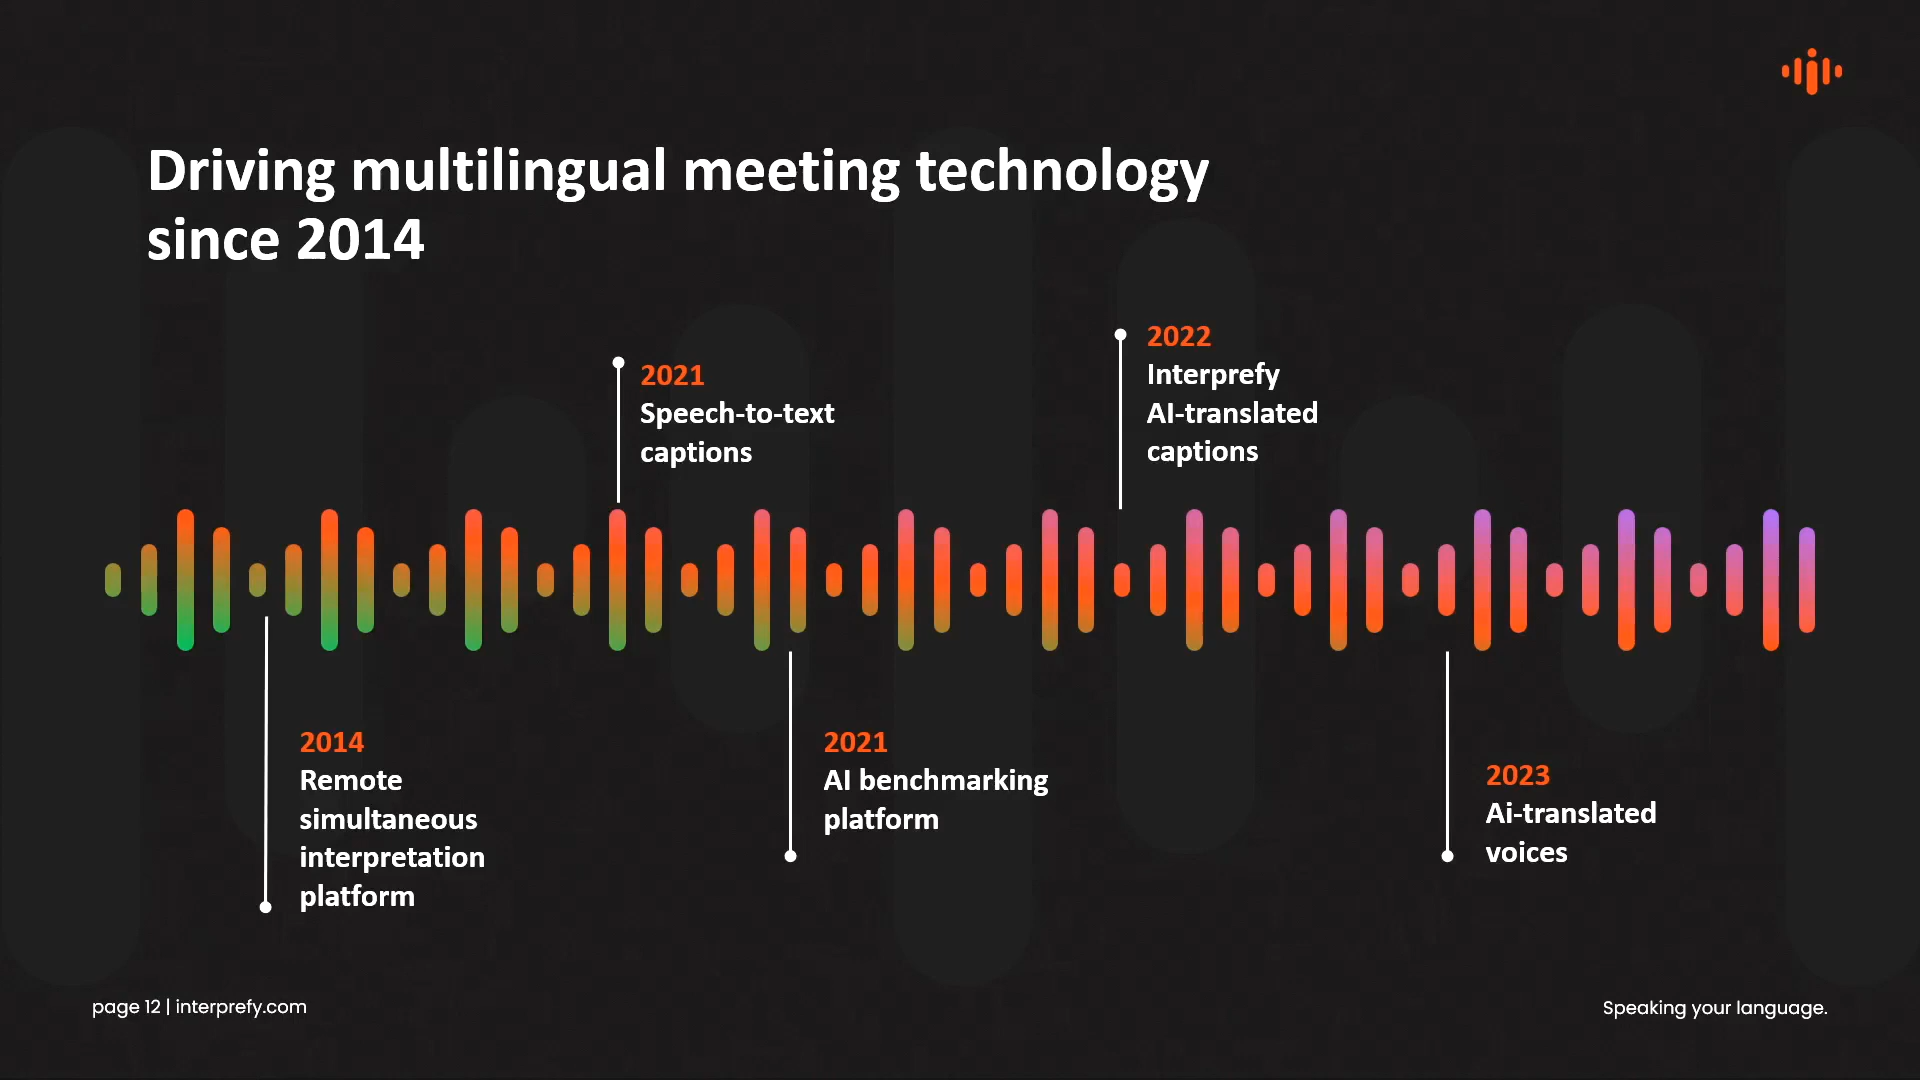 Driving multilingual meeting technology
since 2014
2021
Speech-to-text
captions
2022
Interprefy
AI-translated
captions
2014
Remote
simultaneous
interpretation
platform
2021
AI benchmarking
platform
2023
Ai-translated
voices
page 12 | interprefy.com
Speaking your language.